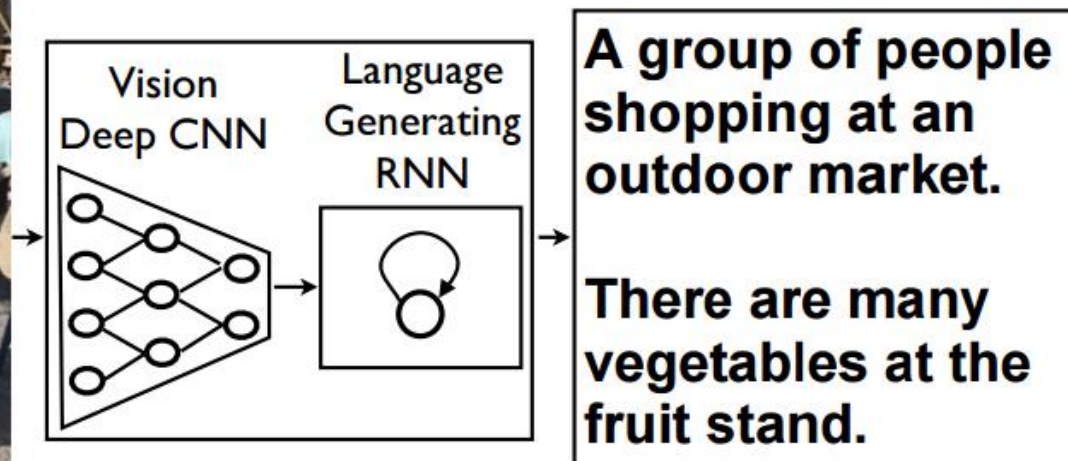 Vision
Deep CNN
Language
Generating
RNN
A group of people
shopping at an
outdoor market.
There are many
vegetables at the
fruit stand.